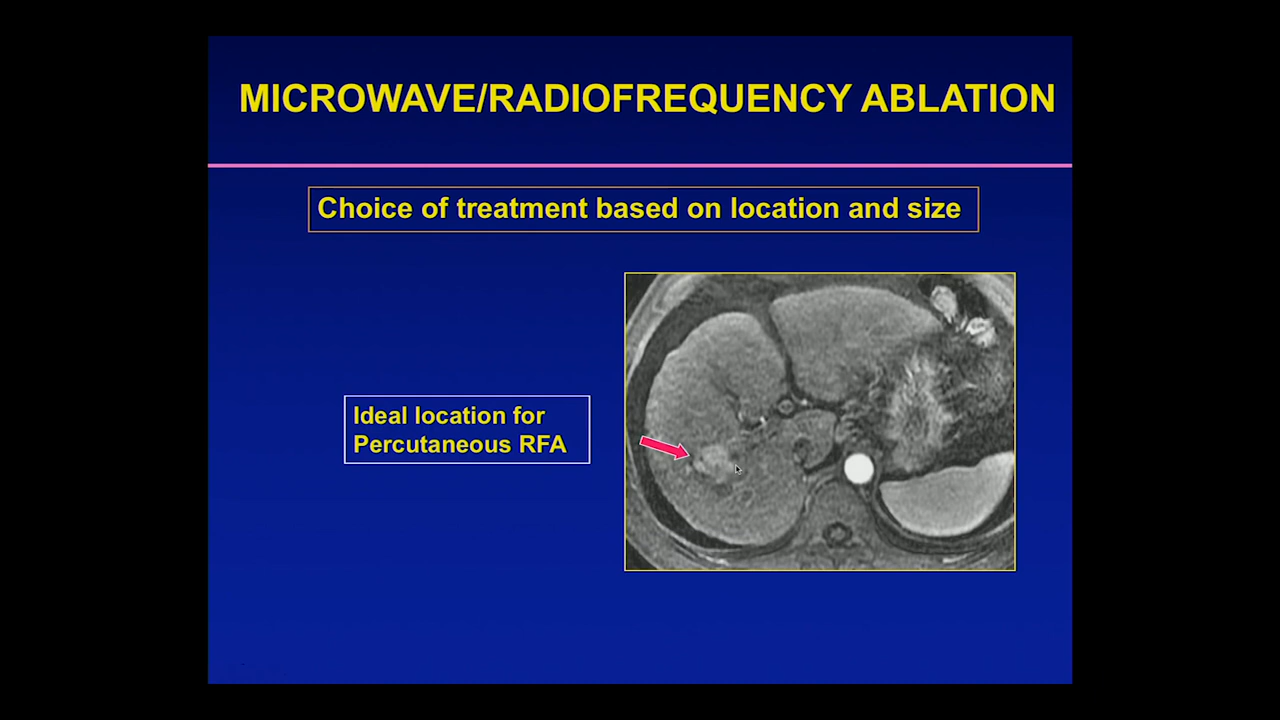 MICROWAVE/RADIOFREQUENCY ABLATION
Choice of treatment based on location and size
Ideal location for
Percutaneous RFA